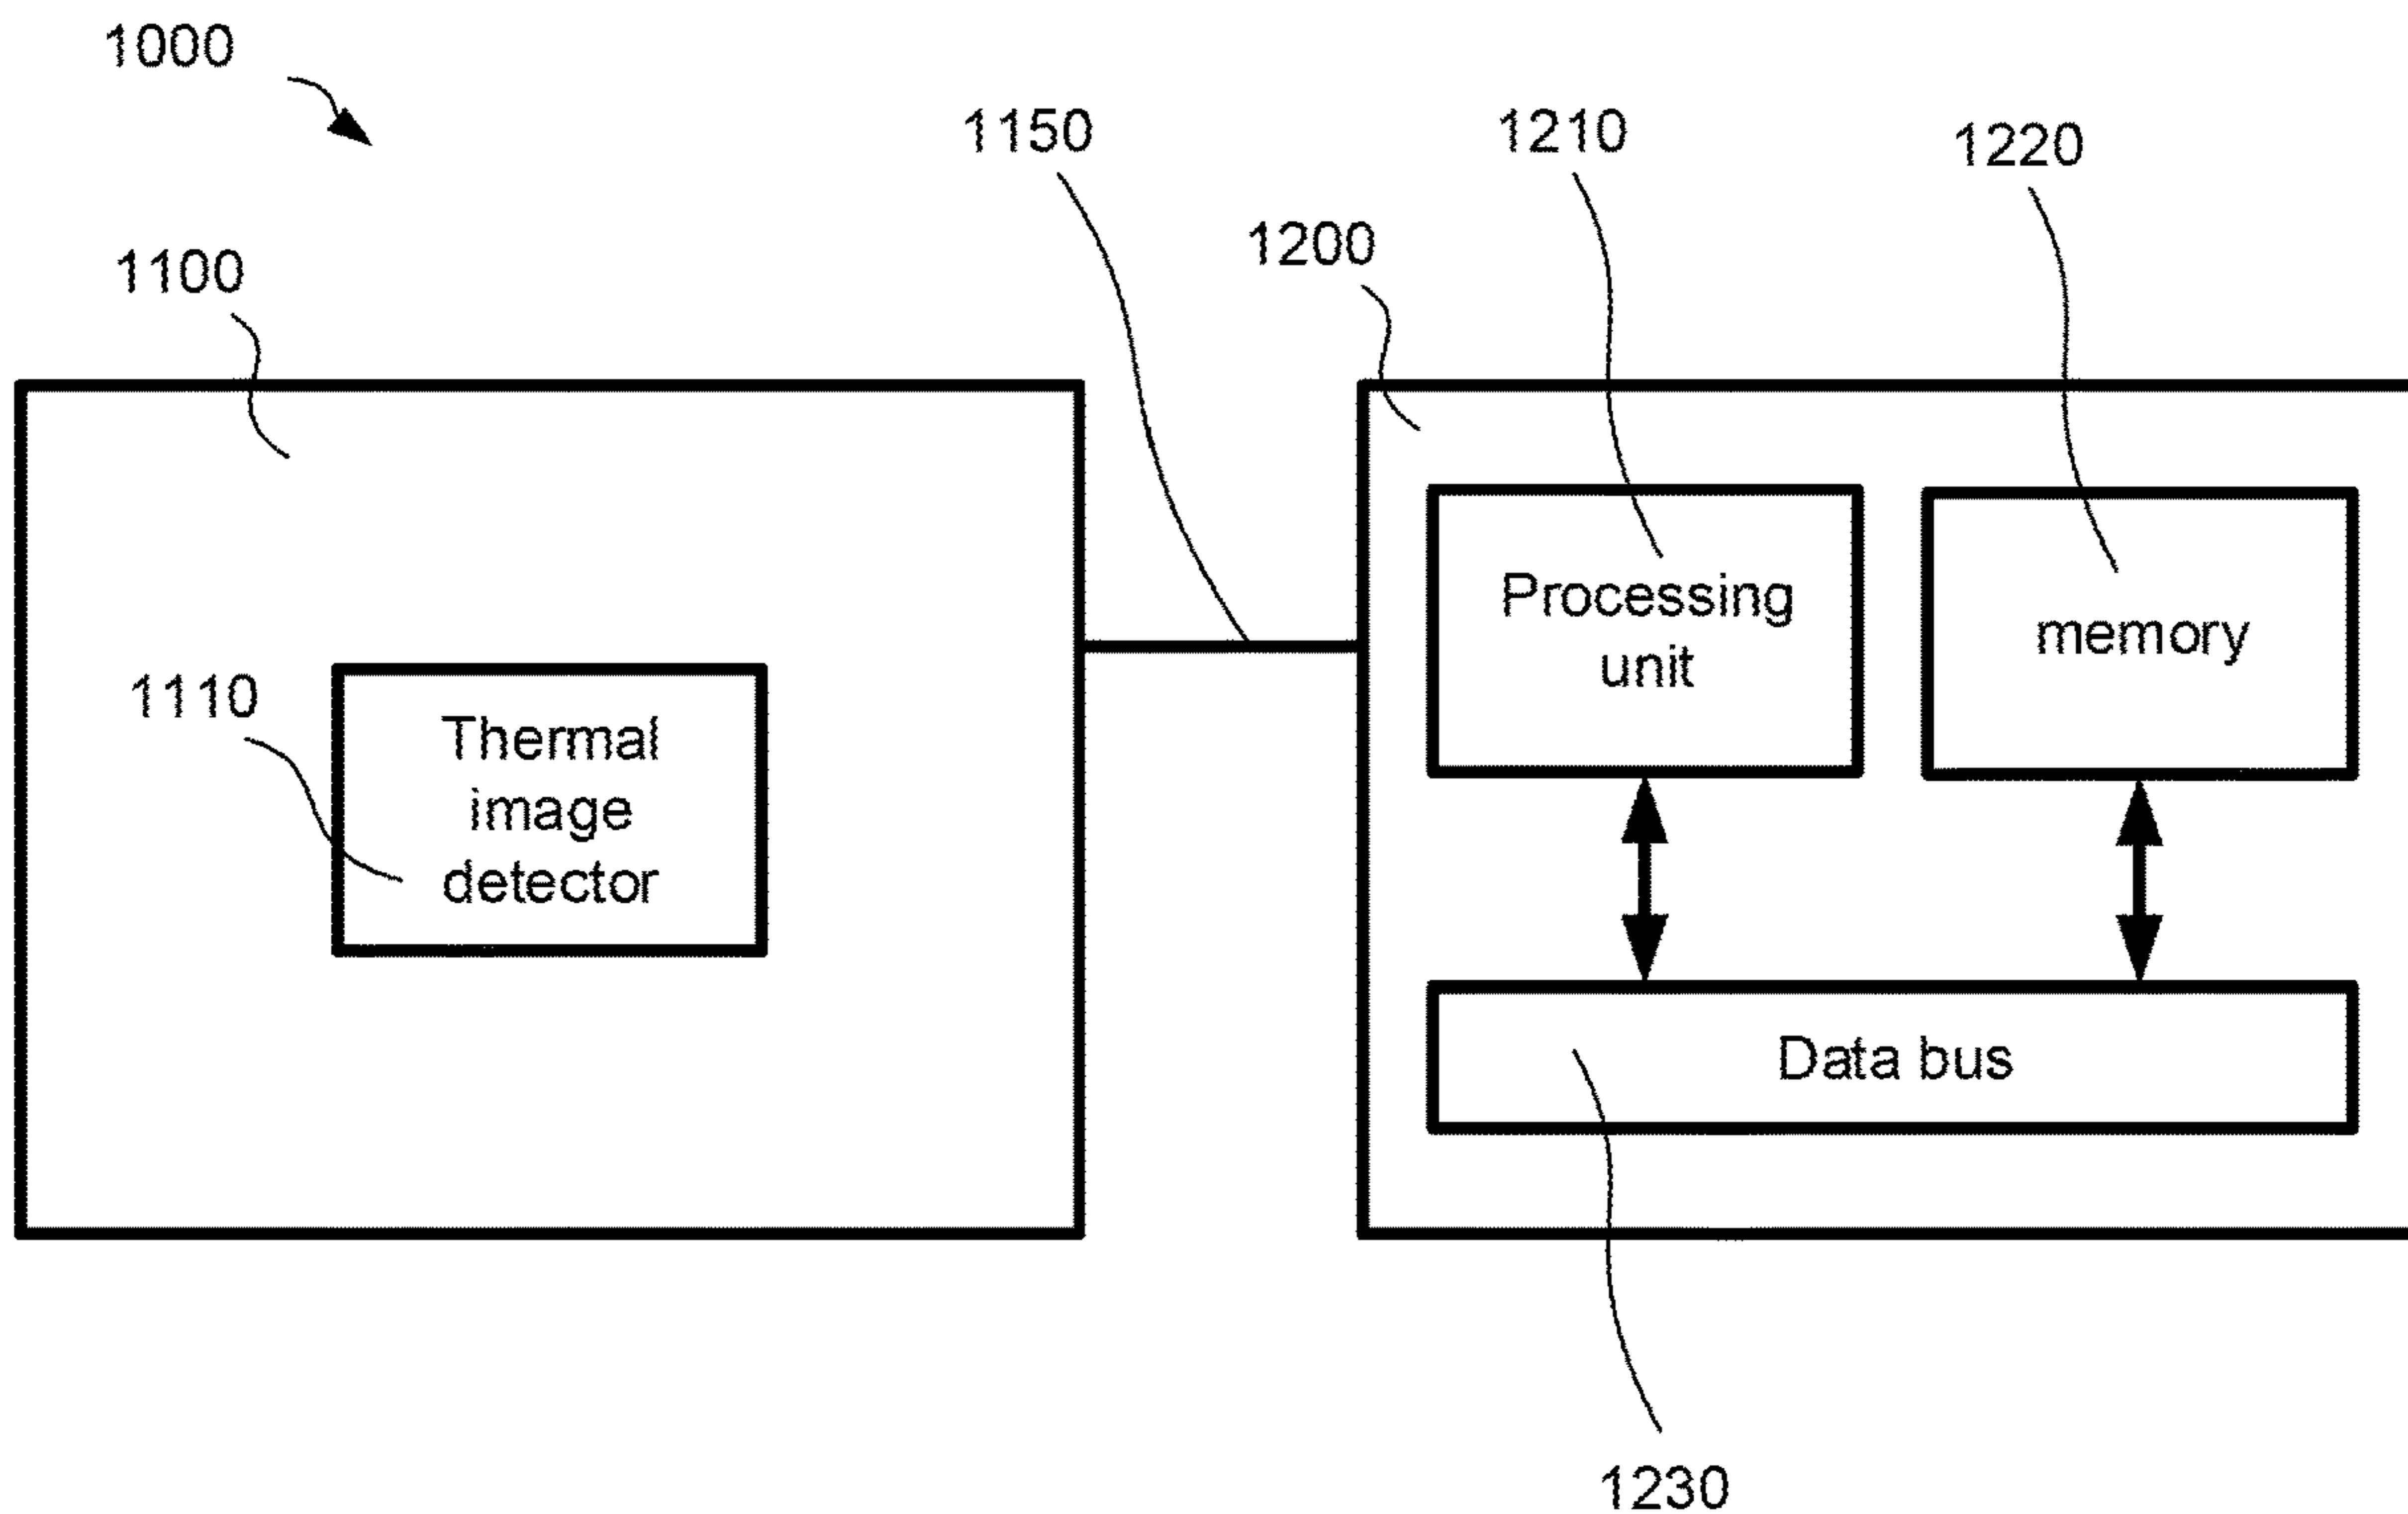 1000
1150
1210
1220
1200
1100
Processing
unit
memory
1110
Thermal
image
detector
Data bus
1230